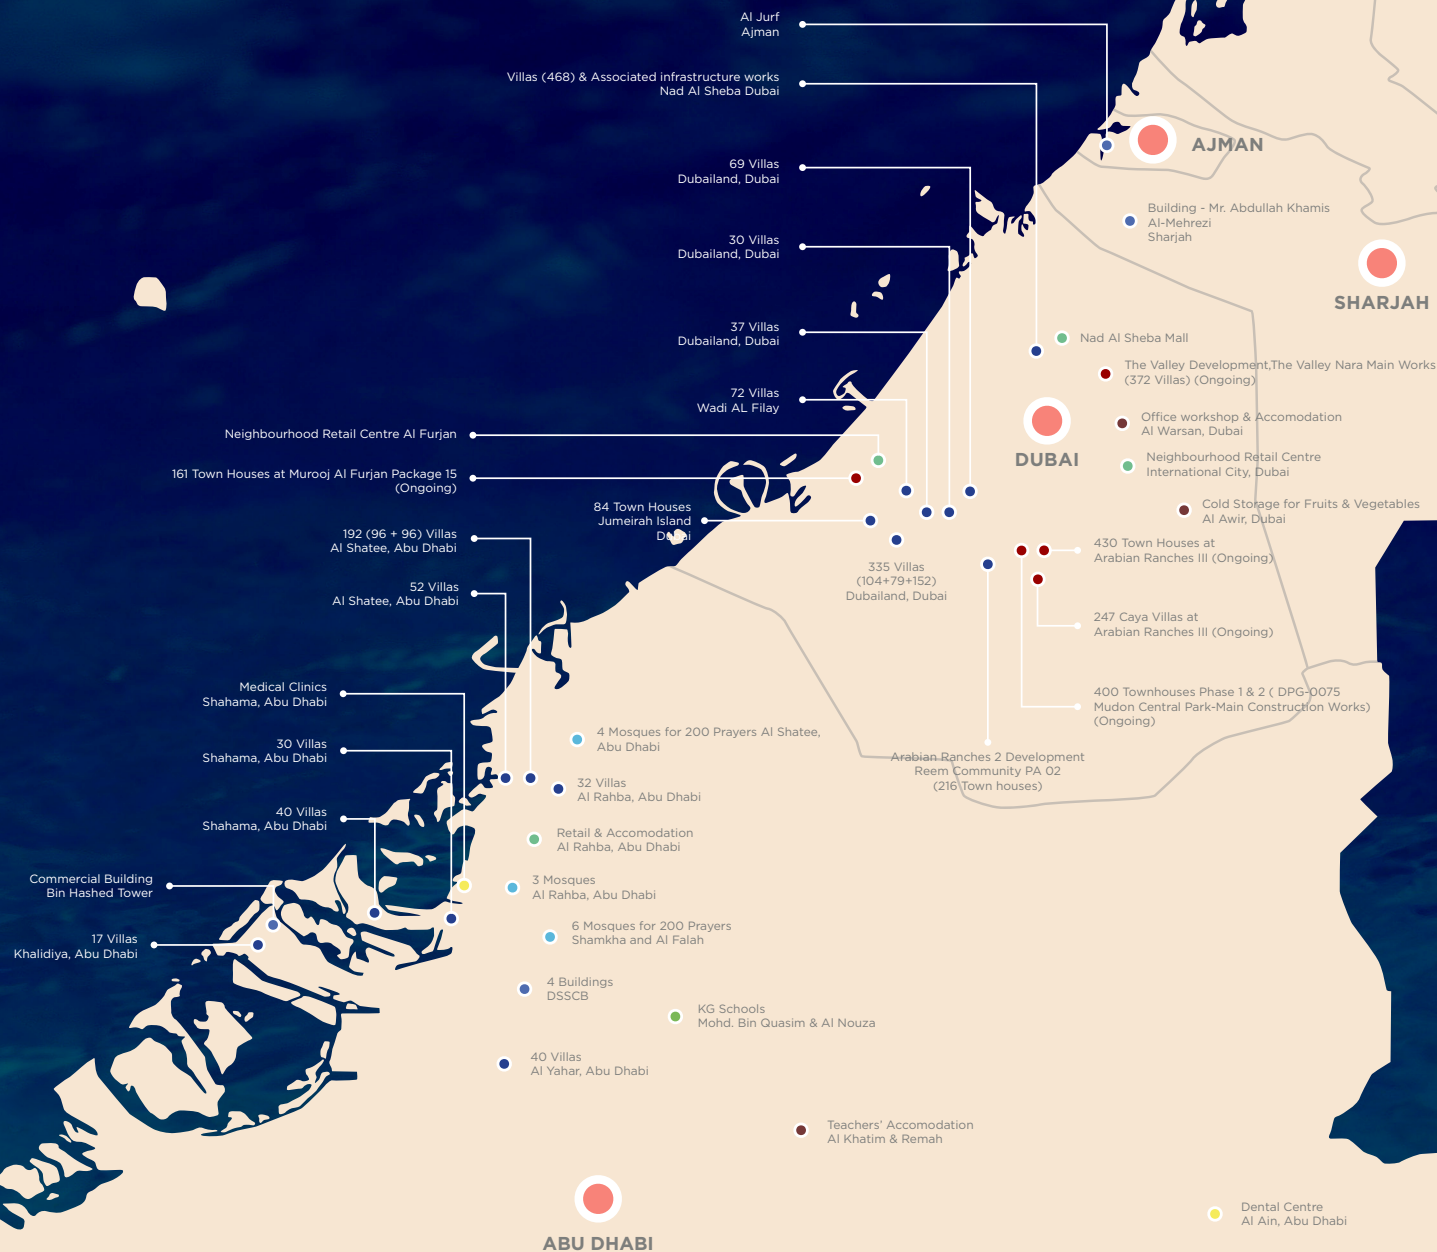 Al Jurf
Ajman
Villas (468) & Associated infrastructure works
Nad Al Sheba Dubai
AJMAN
69 Villas
Dubailand, Dubai
Building - Mr. Abdullah Khamis
Al-Mehrezi
Sharjah
30 Villas
Dubailand, Dubai
SHARJAH
37 Villas
Dubailand, Dubai
Nad Al Sheba Mall
The Valley Development,The Valley Nara Main Works
(372 Villas) (Ongoing)
72 Villas
Wadi AL Filay
Office workshop & Accomodation
Al Warsan, Dubai
Neighbourhood Retail Centre Al Furjan
DUBAI
Neighbourhood Retail Centre
International City, Dubai
161 Town Houses at Murooj Al Furjan Package 15
(Ongoing)
84 Town Houses
Jumeirah Island
Dubai
Cold Storage for Fruits & Vegetables
Al Awir, Dubai
192 (96 + 96) Villas
Al Shatee, Abu Dhabi
430 Town Houses at
Arabian Ranches III (Ongoing)
335 Villas
(104+79+152)
Dubailand, Dubai
52 Villas
Al Shatee, Abu Dhabi
247 Caya Villas at
Arabian Ranches III (Ongoing)
Medical Clinics
Shahama, Abu Dhabi
400 Townhouses Phase 1 & 2 ( DPG-0075
Mudon Central Park-Main Construction Works)
(Ongoing)
4 Mosques for 200 Prayers Al Shatee,
Abu Dhabi
30 Villas
Shahama, Abu Dhabi
Arabian Ranches 2 Development
Reem Community PA 02
(216 Town houses)
32 Villas
Al Rahba, Abu Dhabi
40 Villas
Shahama, Abu Dhabi
Retail & Accomodation
Al Rahba, Abu Dhabi
Commercial Building
Bin Hashed Tower
3 Mosques
Al Rahba, Abu Dhabi
6 Mosques for 200 Prayers
Shamkha and Al Falah
17 Villas
Khalidiya, Abu Dhabi
4 Buildings
DSSCB
KG Schools
Mohd. Bin Quasim & Al Nouza
40 Villas
Al Yahar, Abu Dhabi
Teachers' Accomodation
Al Khatim & Remah
Dental Centre
Al Ain, Abu Dhabi
ABU DHABI